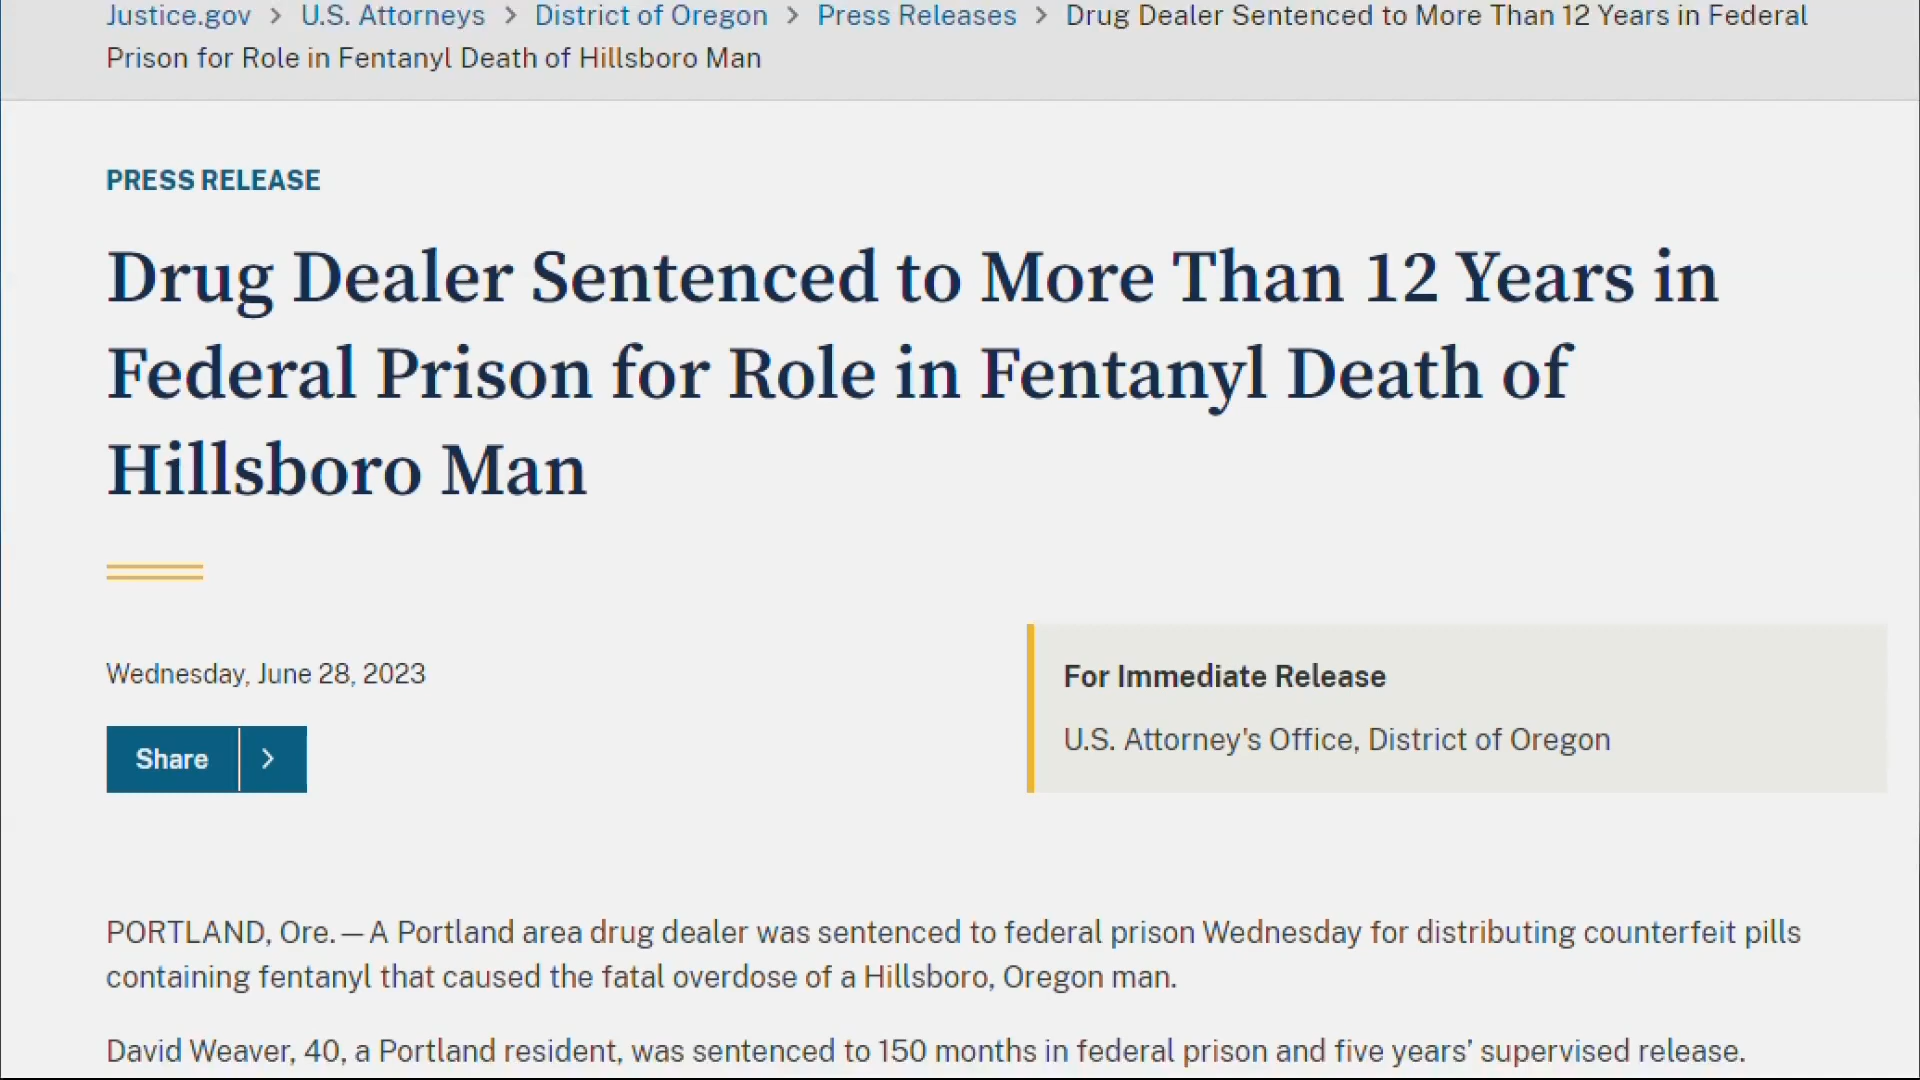 Justice.gov > U.S. Attorneys > District of Oregon > Press Releases > Drug Dealer Sentenced to More Than 12 Years in Federal
Prison for Role in Fentanyl Death of Hillsboro Man
PRESS RELEASE
Drug Dealer Sentenced to More Than 12 Years in
Federal Prison for Role in Fentanyl Death of
Hillsboro Man
Wednesday, June 28, 2023
Share >
For Immediate Release
U.S. Attorney's Office, District of Oregon
PORTLAND, Ore.—A Portland area drug dealer was sentenced to federal prison Wednesday for distributing counterfeit pills
containing fentanyl that caused the fatal overdose of a Hillsboro, Oregon man.
David Weaver, 40, a Portland resident, was sentenced to 150 months in federal prison and five years’ supervised release.